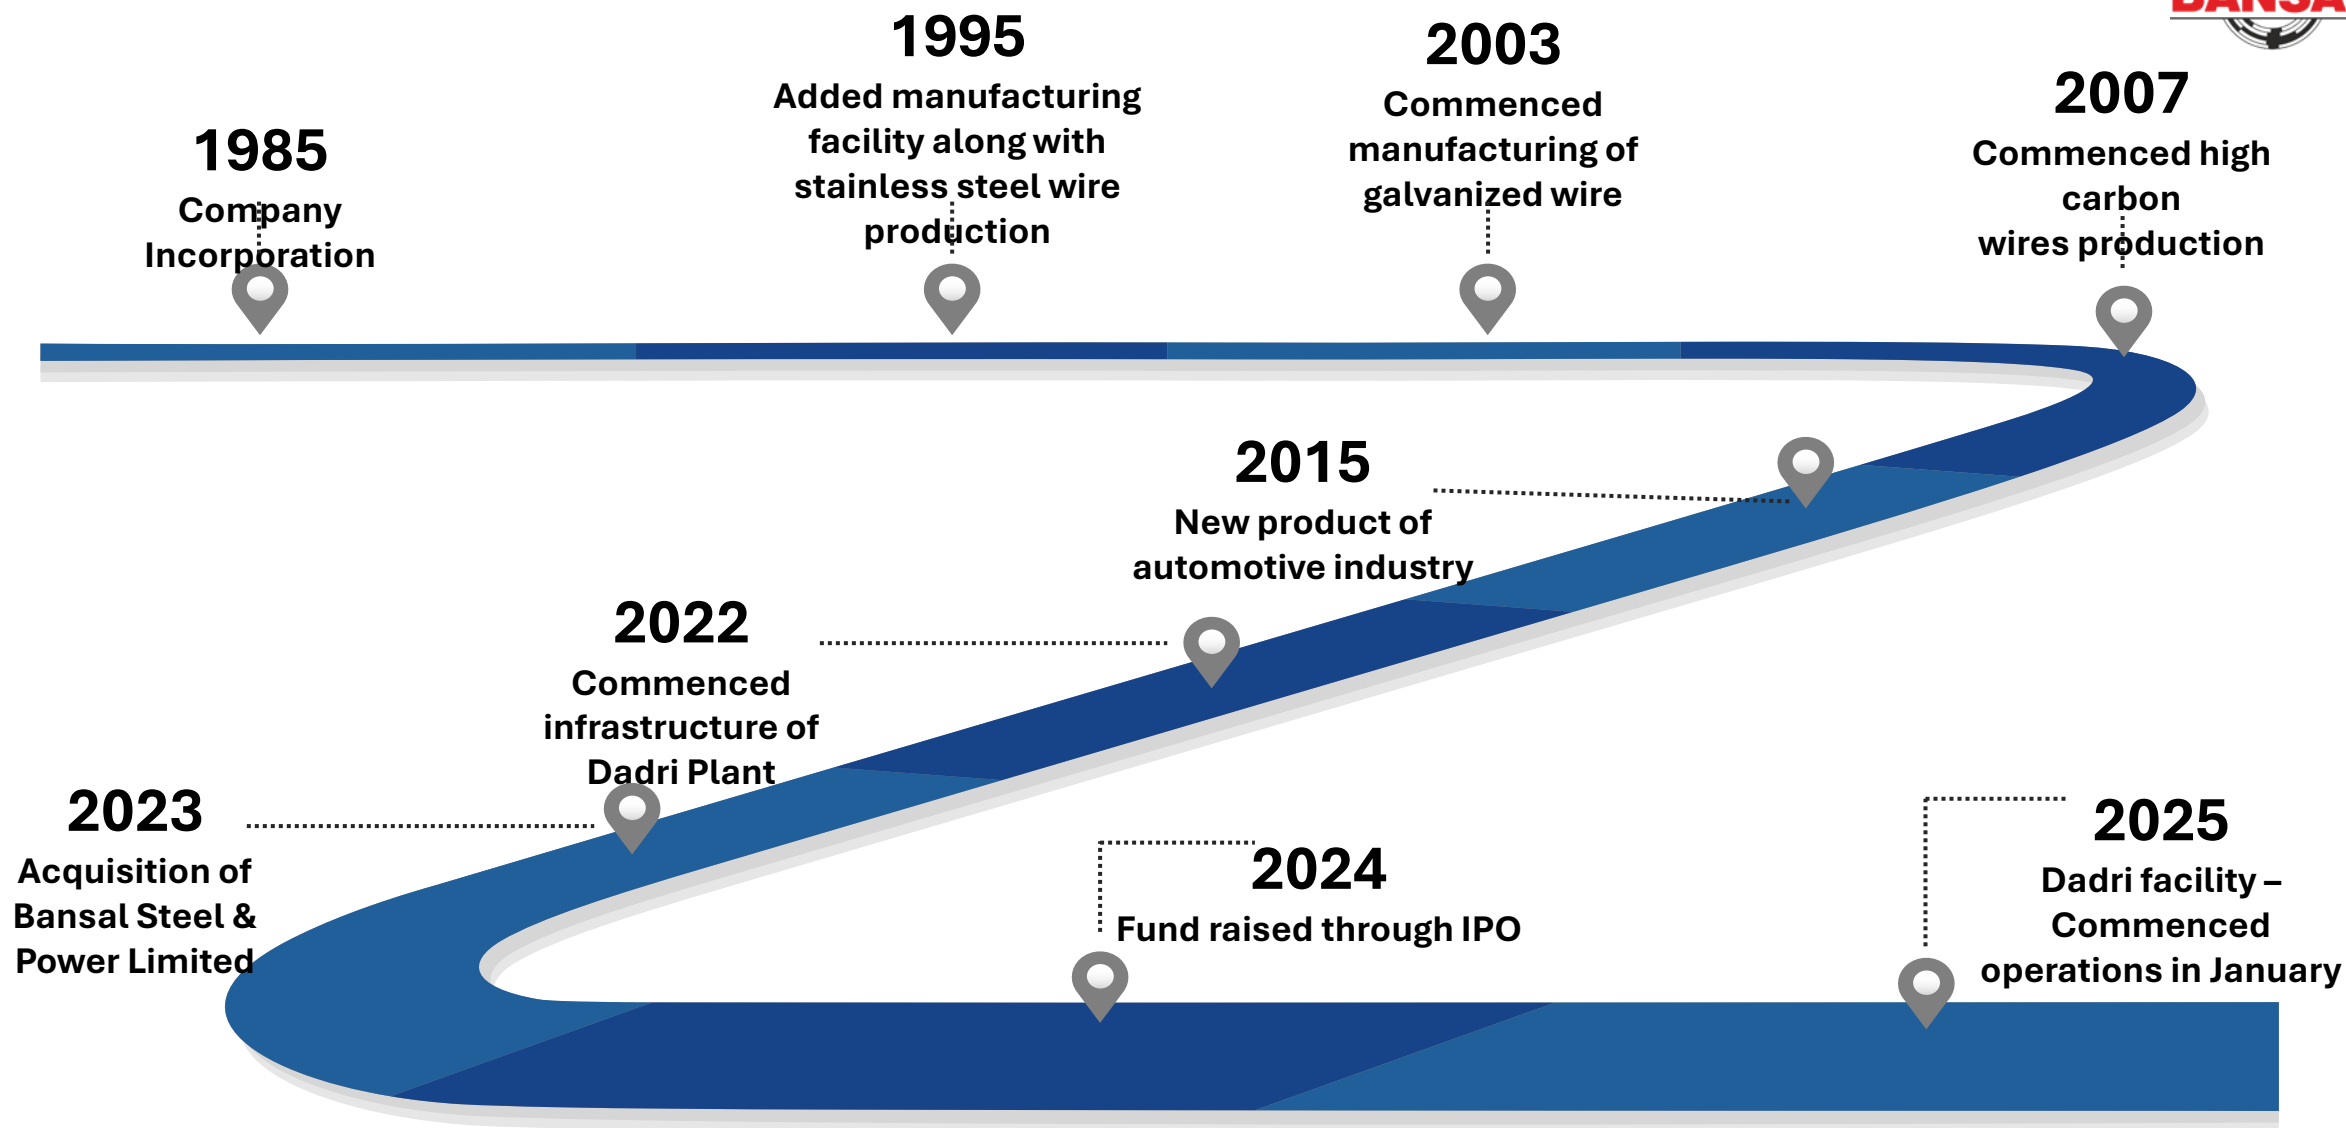 BANSA
1985
Company
Incorporation
1995
Added manufacturing
facility along with
stainless steel wire
production
2003
Commenced
manufacturing of
galvanized wire
2007
Commenced high
carbon
wires production
2015
New product of
automotive industry
2022
Commenced
infrastructure of
Dadri Plant
2023
Acquisition of
Bansal Steel &
Power Limited
2024
Fund raised through IPO
2025
Dadri facility –
Commenced
operations in January